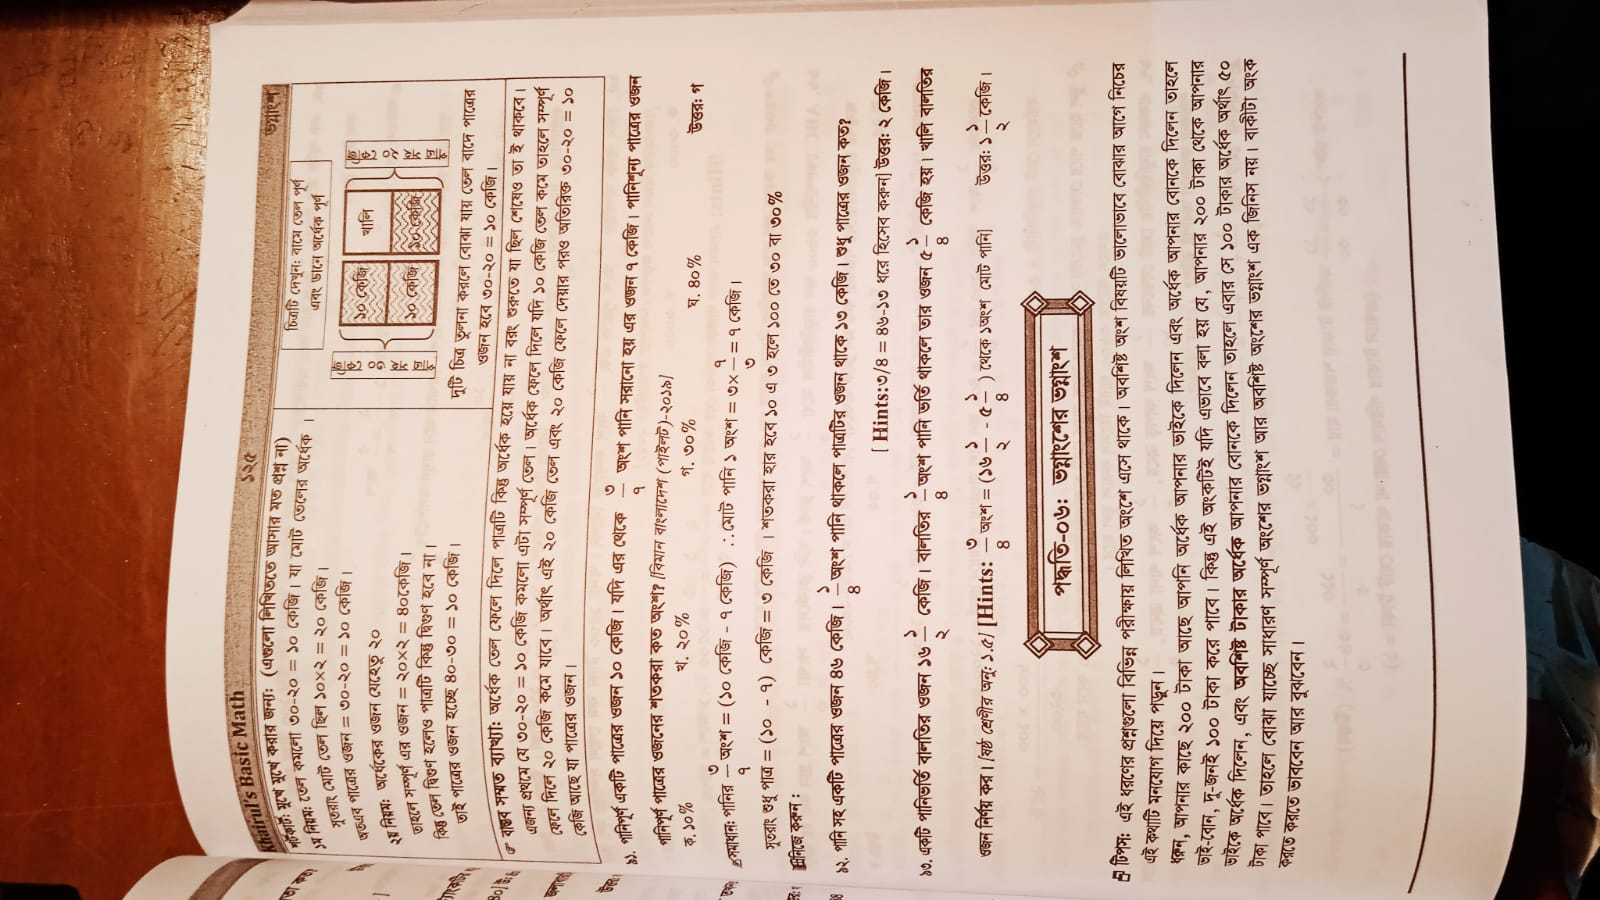 Khairul's Basic Math ১২৫ ভগ্নাংশ
শর্টকাট: মুখে মুখে করার জন্য: (এগুলো লিখিততে আসার মত প্রশ্ন না)
১ম নিয়ম: তেল কমলো ৩০-২০ = ১০ কেজি। যা মোট তেলের অর্ধেক ।
সুতরাং মোট তেল ছিল ১০×২ = ২০ কেজি।
অতএব পাত্রের ওজন = ৩০-২০ = ১০ কেজি।
২য় নিয়ম: অর্ধেকের ওজন যেহেতু ২০
তাহলে সম্পূর্ণ এর ওজন = ২০×২ = ৪০কেজি।
কিন্তু তেল দ্বিগুণ হলেও পাত্রটি কিন্তু দ্বিগুণ হবে না।
তাই পাত্রের ওজন হচ্ছে ৪০-৩০ = ১০ কেজি।
চিত্রটি দেখুন: বামে তেল পূর্ণ
এবং ডানে অর্ধেক পূর্ণ
পাত্র সহ ৩০ কেজি
১০ কেজি খালি
১০ কেজি ১০ কেজি
পাত্র সহ ২০ কেজি
দুটি চিত্র তুলনা করলে বোঝা যায় তেল বাদে পাত্রের
ওজন হবে ৩০-২০ = ১০ কেজি।
☞ বাস্তব সম্মত ব্যাখ্যা: অর্ধেক তেল ফেলে দিলে পাত্রটি কিন্তু অর্ধেক হয়ে যায় না বরং শুরুতে যা ছিল শেষেও তা ই থাকবে।
এজন্য প্রথমে যে ৩০-২০ = ১০ কেজি কমলো এটা সম্পূর্ণ তেল। অর্ধেক ফেলে দিলে যদি ১০ কেজি তেল কমে তাহলে সম্পূর্ণ
ফেলে দিলে ২০ কেজি কমে যাবে। অর্থাৎ এই ২০ কেজি তেল এবং ২০ কেজি ফেলে দেয়ার পরও অতিরিক্ত ৩০-২০ = ১০
কেজি আছে যা পাত্রের ওজন।
১১. পানিপূর্ণ একটি পাত্রের ওজন ১০ কেজি। যদি এর থেকে ৩/৭ অংশ পানি সরানো হয় এর ওজন ৭ কেজি। পানিশূন্য পাত্রের ওজন
পানিপূর্ণ পাত্রের ওজনের শতকরা কত অংশ? [বিমান বাংলাদেশ (পাইলট)-২০১৯]
ক. ১০% খ. ২০% গ. ৩০% ঘ. ৪০% উত্তর: গ
✍সমাধান: পানির ৩/৭ অংশ = (১০ কেজি - ৭ কেজি) ∴মোট পানি ১ অংশ = ৩×৭/৩ = ৭ কেজি।
সুতরাং শুধু পাত্র = (১০ - ৭) কেজি = ৩ কেজি । শতকরা হার হবে ১০ এ ৩ হলে ১০০ তে ৩০ বা ৩০%
নিজে করুন :
১২. পানি সহ একটি পাত্রের ওজন ৪৬ কেজি। ১/৪ অংশ পানি থাকলে পাত্রটির ওজন থাকে ১৩ কেজি। শুধু পাত্রের ওজন কত?
[ Hints:৩/৪ = ৪৬-১৩ ধরে হিসেব করুন] উত্তর: ২ কেজি।
১৩. একটি পানিভর্তি বালতির ওজন ১৬ ১/২ কেজি। বালতির ১/৪ অংশ পানি ভর্তি থাকলে তার ওজন ৫ ১/৪ কেজি হয়। খালি বালতির
ওজন নির্ণয় কর। [ষষ্ঠ শ্রেণীর অনু: ১.৫] [Hints: ৩/৪ অংশ = (১৬ ১/২ - ৫ ১/৪ ) থেকে ১অংশ মোট পানি] উত্তর: ১ ১/২ কেজি।
পদ্ধতি-০৬: ভগ্নাংশের ভগ্নাংশ
টিপস: এই ধরণের প্রশ্নগুলো বিভিন্ন পরীক্ষায় লিখিত অংশে এসে থাকে। অবশিষ্ট অংশ বিষয়টি ভালোভাবে বোঝার আগে নিচের
এই কথাটি মনযোগ দিয়ে পড়ুন।
ধরুন, আপনার কাছে ২০০ টাকা আছে আপনি অর্ধেক আপনার ভাইকে দিলেন এবং অর্ধেক আপনার বোনকে দিলেন তাহলে
ভাই-বোন, দু-জনই ১০০ টাকা করে পাবে। কিন্তু এই অংকটিই যদি এভাবে বলা হয় যে, আপনার ২০০ টাকা থেকে আপনার
ভাইকে অর্ধেক দিলেন, এবং অবশিষ্ট টাকার অর্ধেক আপনার বোনকে দিলেন তাহলে এবার সে ১০০ টাকার অর্ধেক অর্থাৎ ৫০
টাকা পাবে। তাহলে বোঝা যাচ্ছে সাধারণ সম্পূর্ণ অংশের ভগ্নাংশ আর অবশিষ্ট অংশের ভগ্নাংশ এক জিনিস নয়। বাকীটা অংক
করতে করতে ভাববেন আর বুঝবেন।